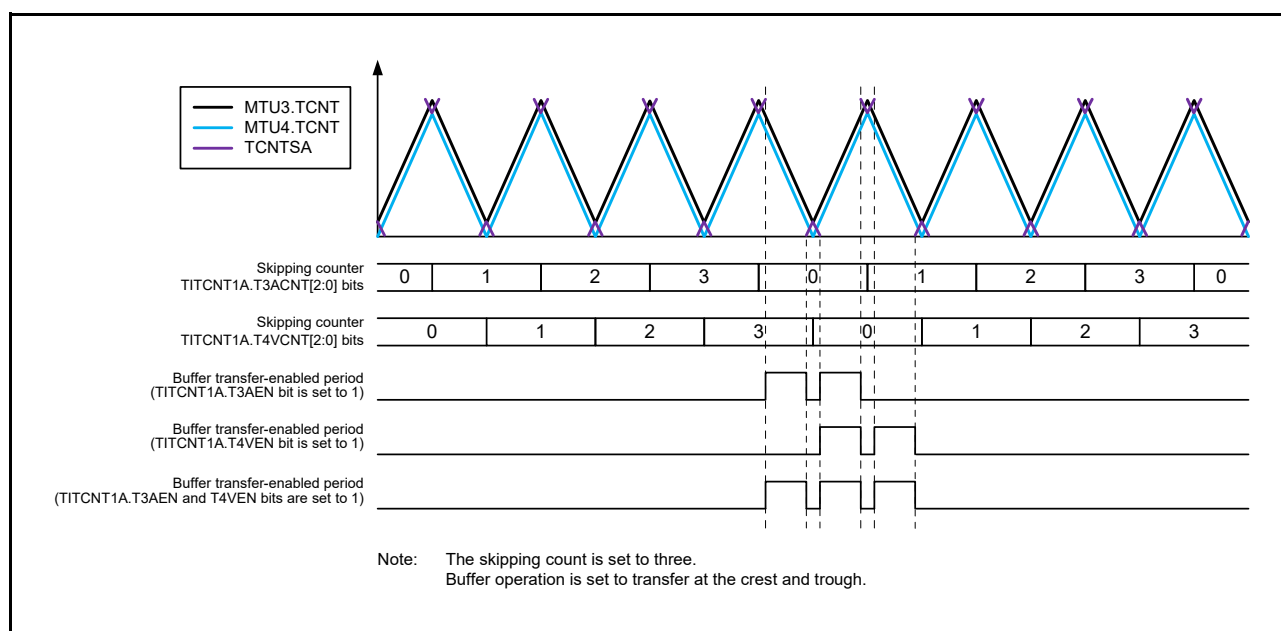 MTU3.TCNT
MTU4.TCNT
TCNTSA
Skipping counter
TITCNT1A.T3ACNT[2:0] bits
0 1 2 3 0 1 2 3 0
Skipping counter
TITCNT1A.T4VCNT[2:0] bits
0 1 2 3 0 1 2 3
Buffer transfer-enabled period
(TITCNT1A.T3AEN bit is set to 1)
Buffer transfer-enabled period
(TITCNT1A.T4VEN bit is set to 1)
Buffer transfer-enabled period
(TITCNT1A.T3AEN and T4VEN bits are set to 1)
Note: The skipping count is set to three.
Buffer operation is set to transfer at the crest and trough.